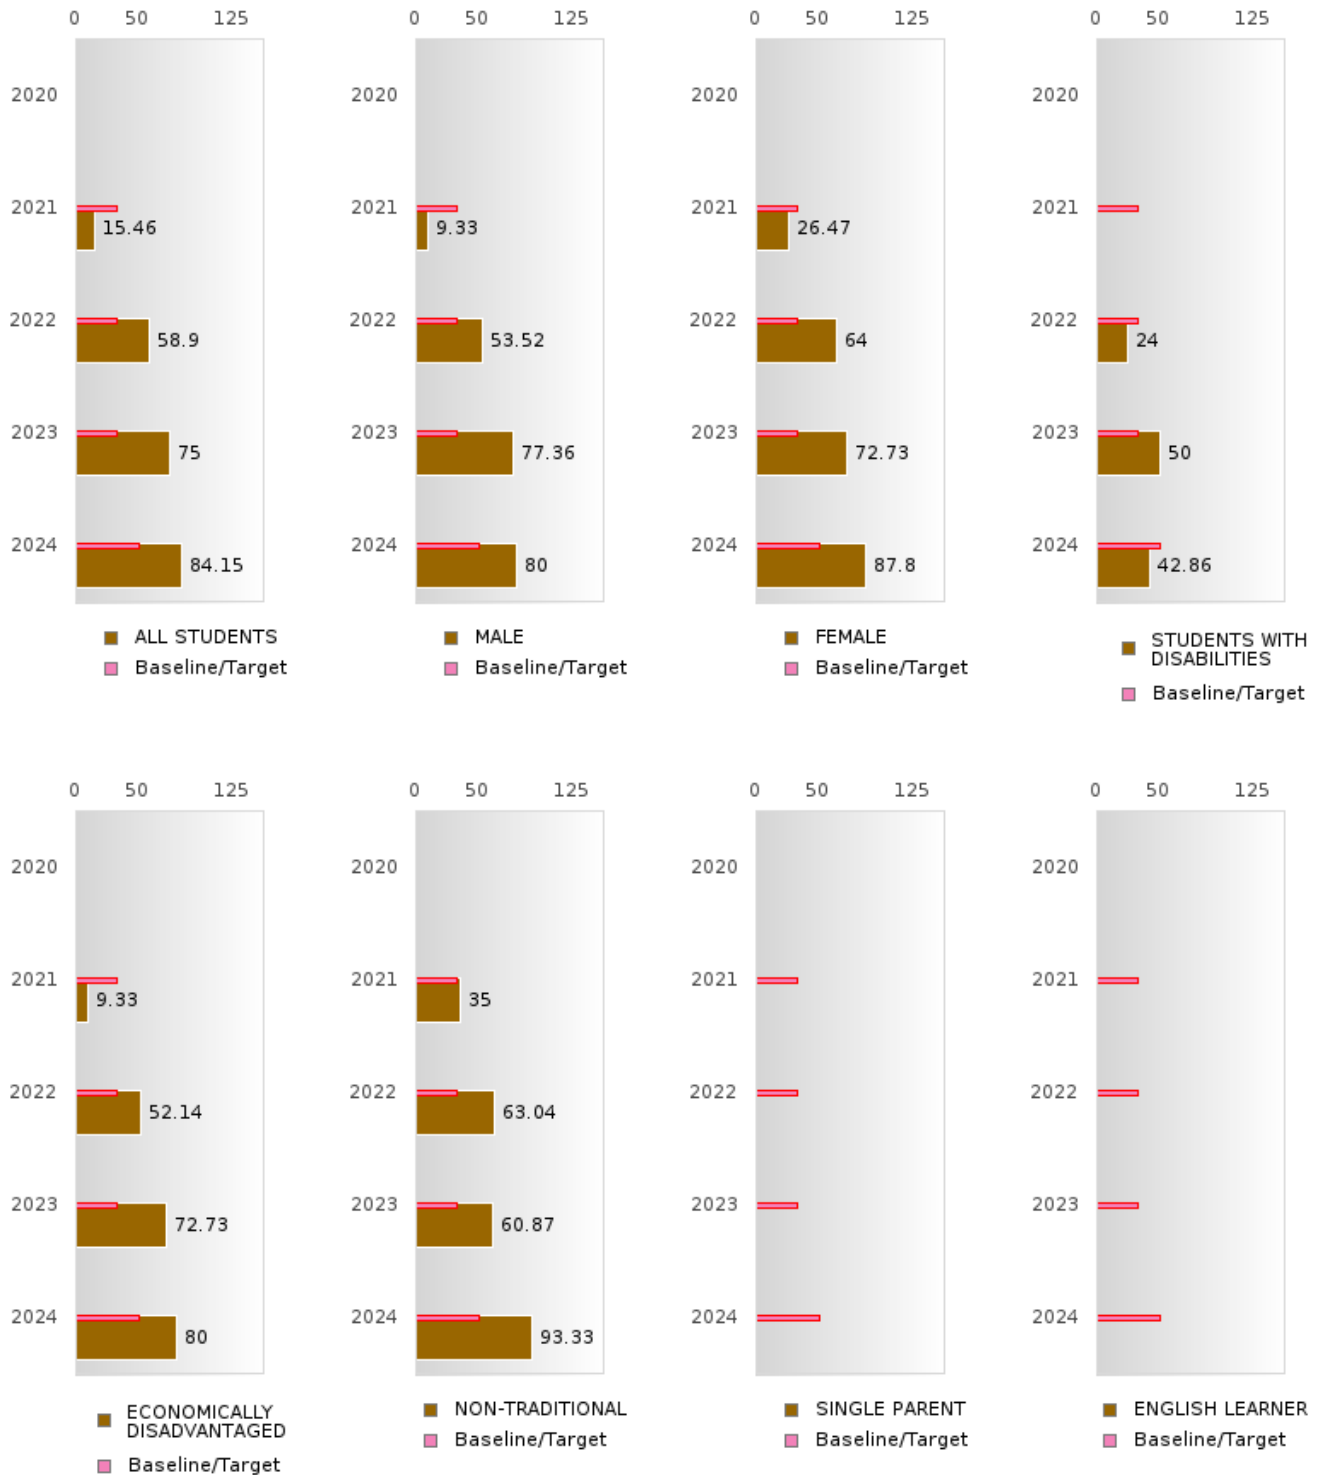 0 50 125
2020
2021
15.46
2022
58.9
2023
75
2024
84.15
ALL STUDENTS
Baseline/Target
0 50 125
2020
2021
9.33
2022
53.52
2023
77.36
2024
80
MALE
Baseline/Target
0 50 125
2020
2021
26.47
2022
64
2023
72.73
2024
87.8
FEMALE
Baseline/Target
0 50 125
2020
2021
2022
24
2023
50
2024
42.86
STUDENTS WITH
DISABILITIES
Baseline/Target
0 50 125
2020
2021
9.33
2022
52.14
2023
72.73
2024
80
ECONOMICALLY
DISADVANTAGED
Baseline/Target
0 50 125
2020
2021
35
2022
63.04
2023
60.87
2024
93.33
NON-TRADITIONAL
Baseline/Target
0 50 125
2020
2021
2022
2023
2024
SINGLE PARENT
Baseline/Target
0 50 125
2020
2021
2022
2023
2024
ENGLISH LEARNER
Baseline/Target